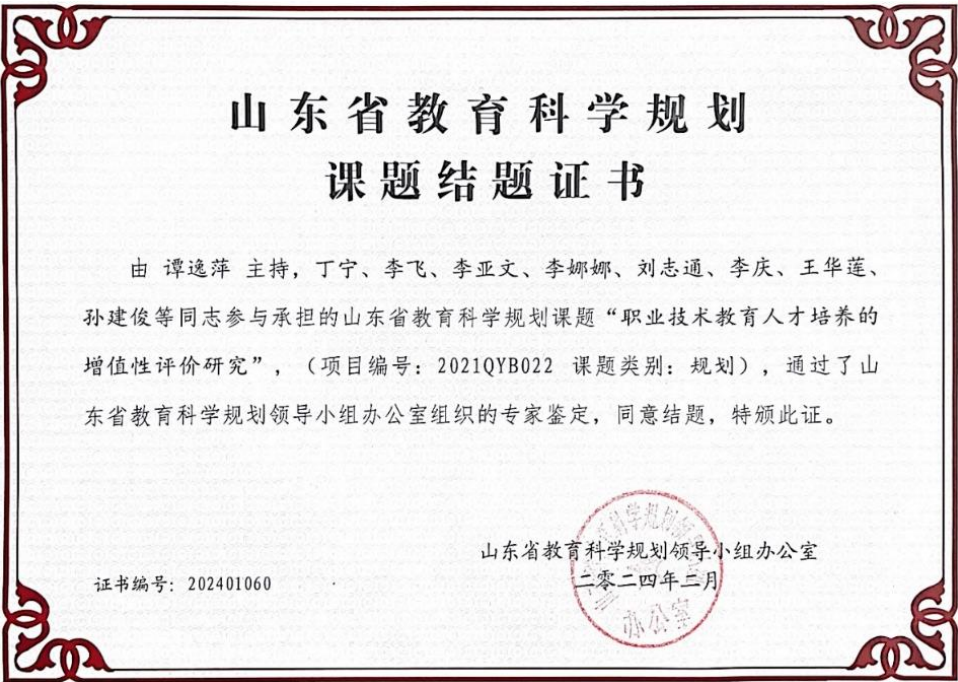 山东省教育科学规划
课题结题证书
由 谭逸萍 主持，丁宁、李飞、李亚文、李娜娜、刘志通、李庆、王华莲、
孙建俊等同志参与承担的山东省教育科学规划课题“职业技术教育人才培养的
增值性评价研究”，（项目编号：2021QYB022 课题类别：规划），通过了山
东省教育科学规划领导小组办公室组织的专家鉴定，同意结题，特颁此证。
山东省教育科学规划领导小组办公室
二零二四年二月
办公室
证书编号：202401060